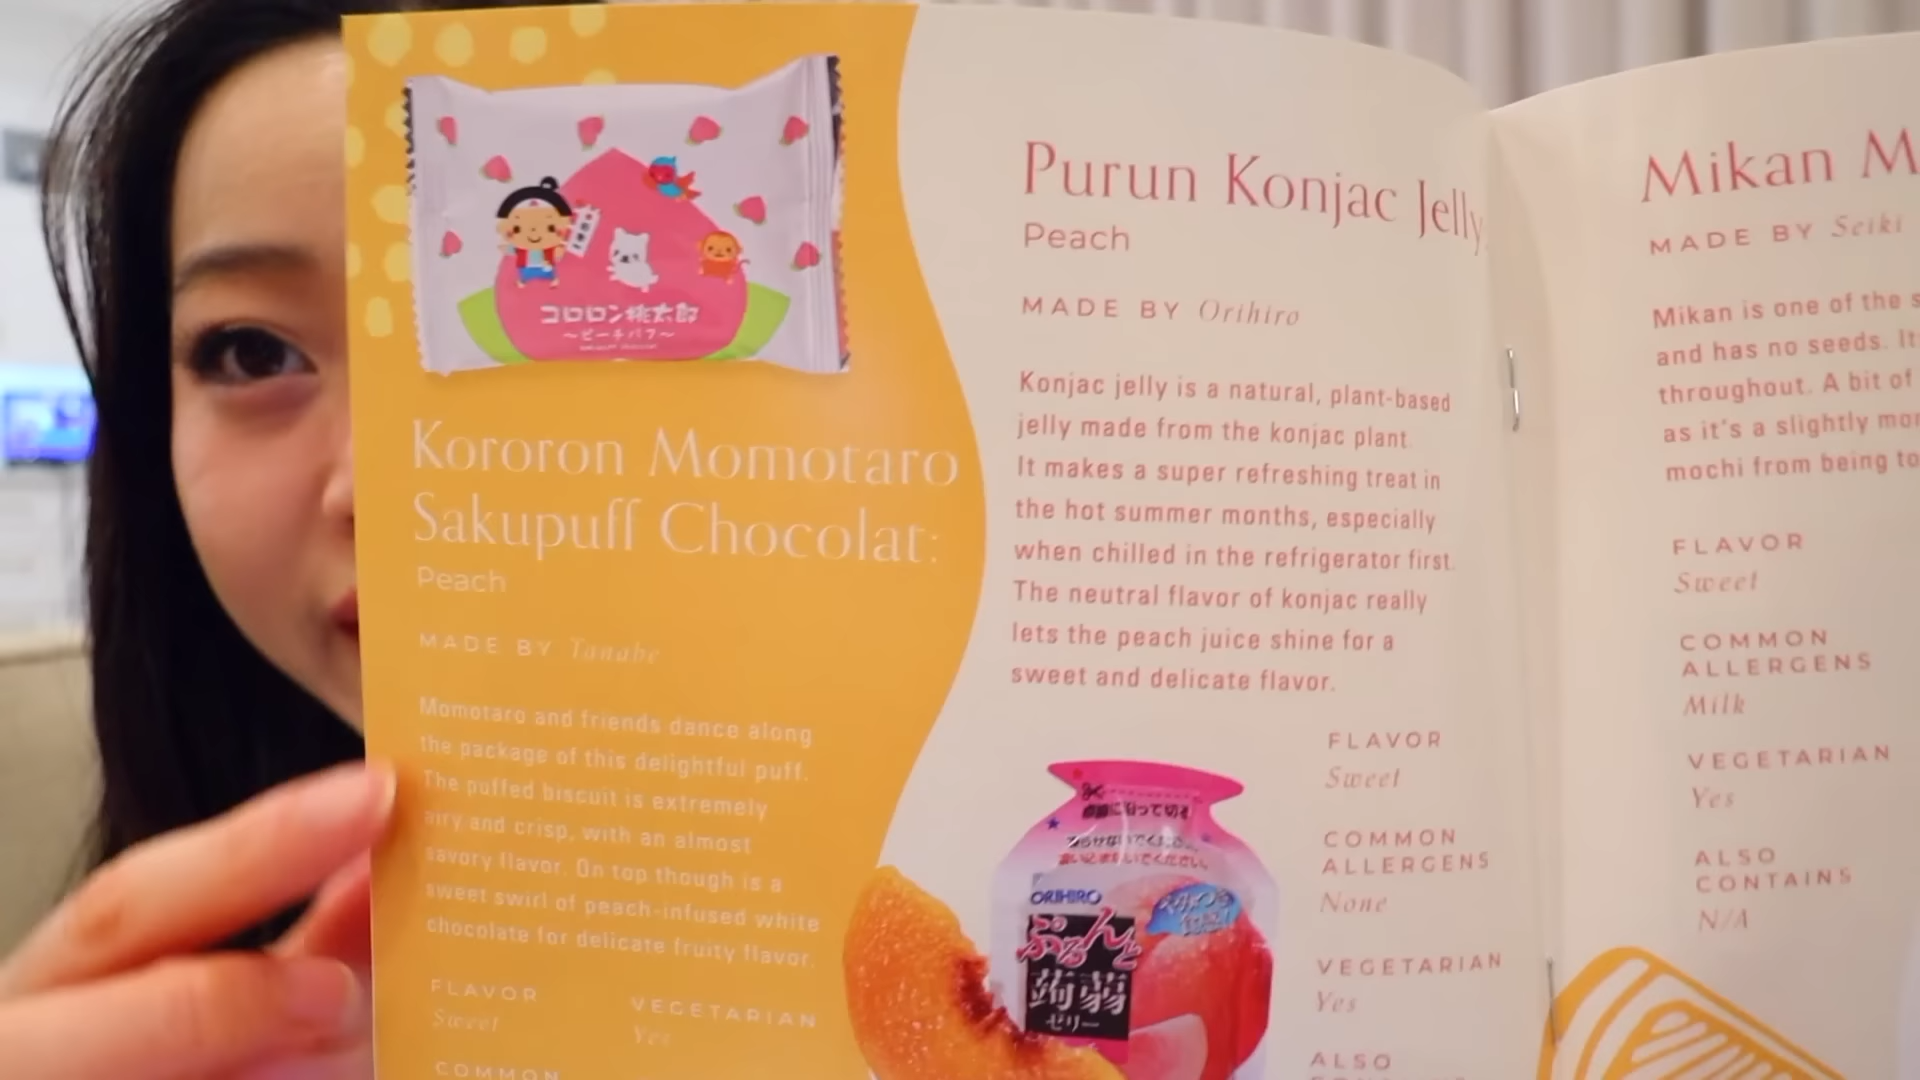 コロロン桃太郎
～ピーチパフ～
Kororon Momotaro
Sakupuff Chocolat:
Peach
MADE BY Tanabe
Momotaro and friends dance along
the package of this delightful puff.
The puffed biscuit is extremely
airy and crisp, with an almost
savory flavor. On top though is a
sweet swirl of peach-infused white
chocolate for delicate fruity flavor.
FLAVOR
Sweet
VEGETARIAN
Yes
COMMON
Purun Konjac Jelly:
Peach
MADE BY Orihiro
Konjac jelly is a natural, plant-based
jelly made from the konjac plant.
It makes a super refreshing treat in
the hot summer months, especially
when chilled in the refrigerator first.
The neutral flavor of konjac really
lets the peach juice shine for a
sweet and delicate flavor.
ORIHIRO
ぷるんと
蒟蒻
ゼリー
FLAVOR
Sweet
COMMON
ALLERGENS
None
VEGETARIAN
Yes
ALSO
Mikan M
MADE BY Seiki
Mikan is one of the s
and has no seeds. It
throughout. A bit of
as it's a slightly mor
mochi from being to
FLAVOR
Sweet
COMMON
ALLERGENS
Milk
VEGETARIAN
Yes
ALSO
CONTAINS
N/A